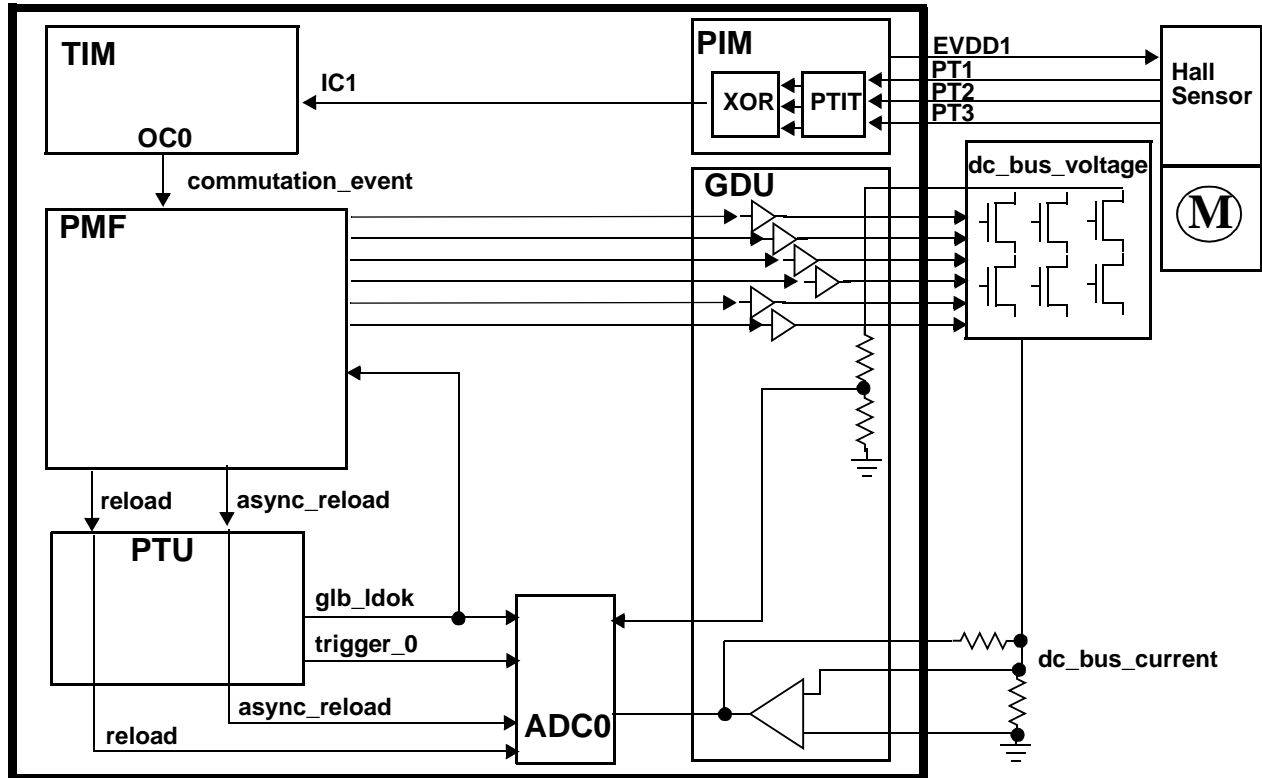 TIM
OC0
IC1
PIM
XOR
PTIT
EVDD1
PT1
PT2
PT3
Hall
Sensor
commutation_event
PMF
GDU
dc_bus_voltage
M
reload
async_reload
PTU
glb_ldok
trigger_0
async_reload
reload
ADC0
dc_bus_current